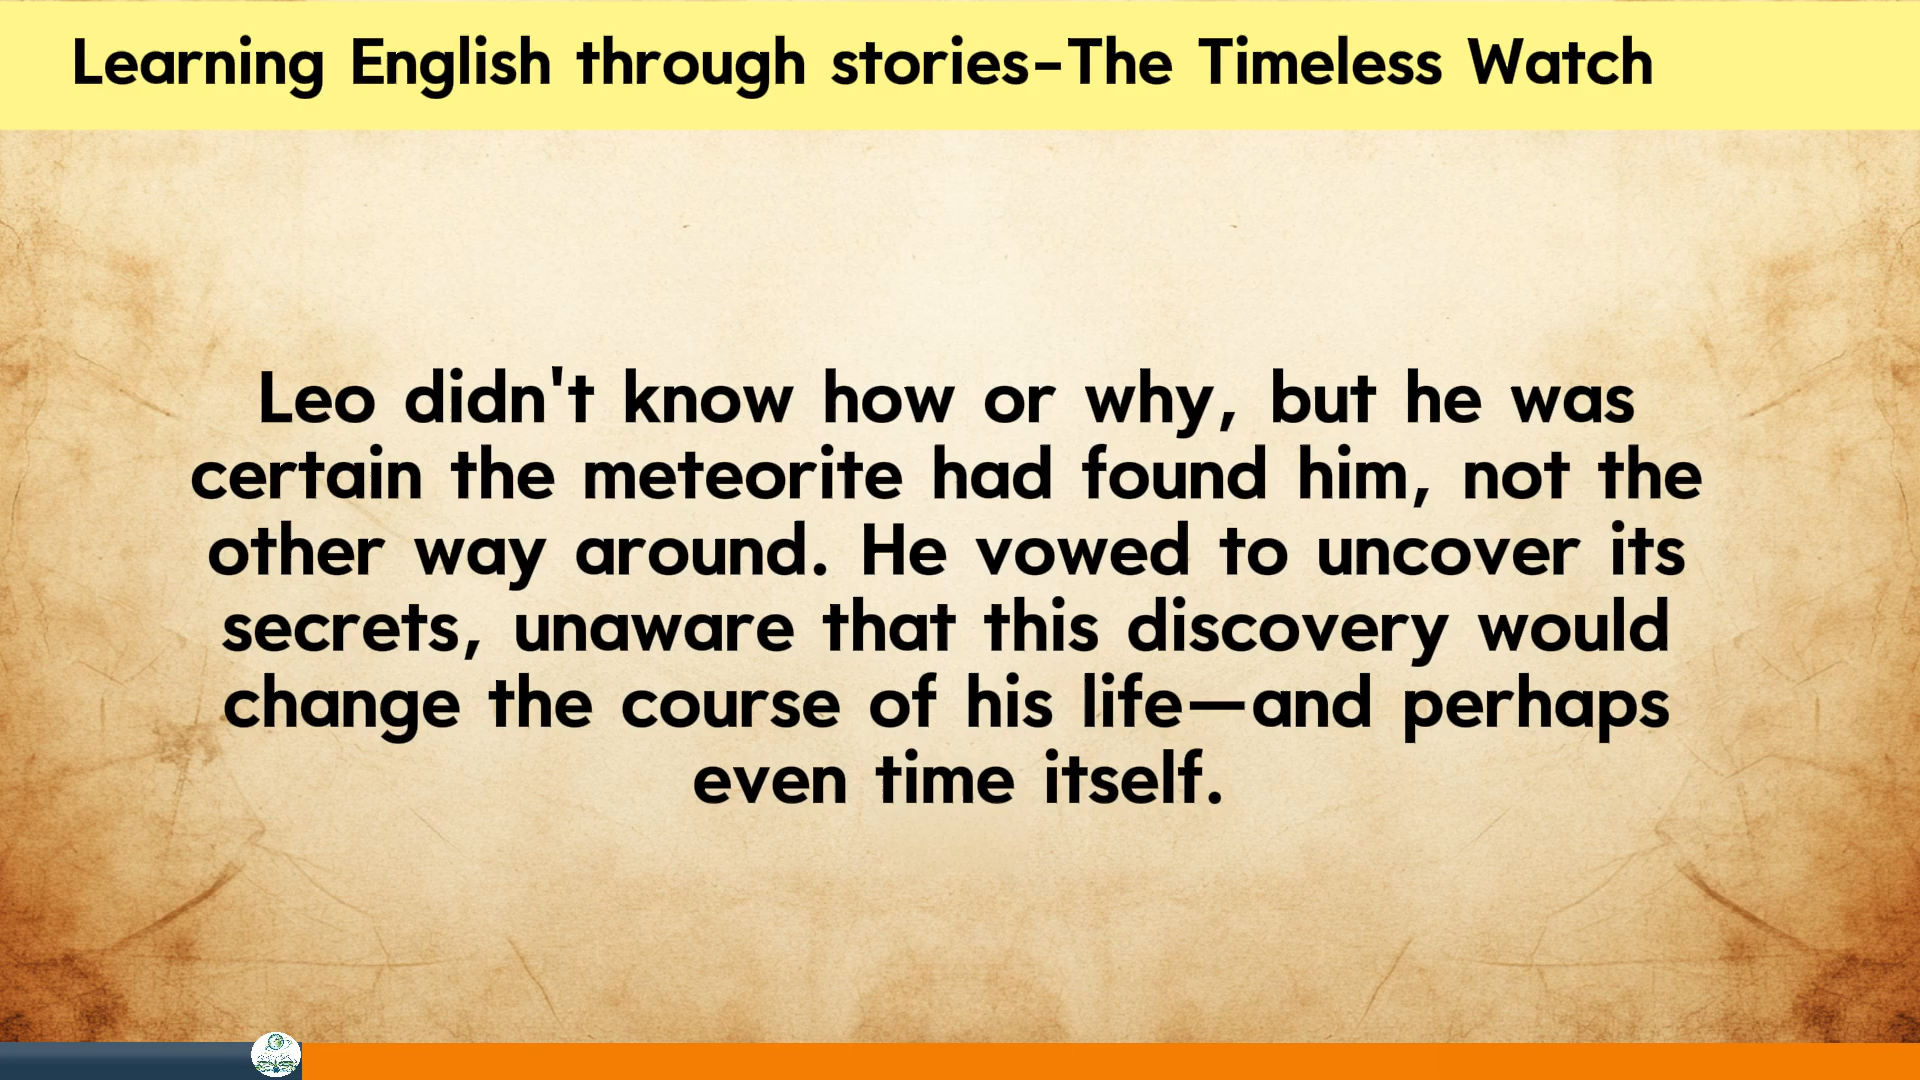 Learning English through stories-The Timeless Watch
Leo didn't know how or why, but he was
certain the meteorite had found him, not the
other way around. He vowed to uncover its
secrets, unaware that this discovery would
change the course of his life—and perhaps
even time itself.